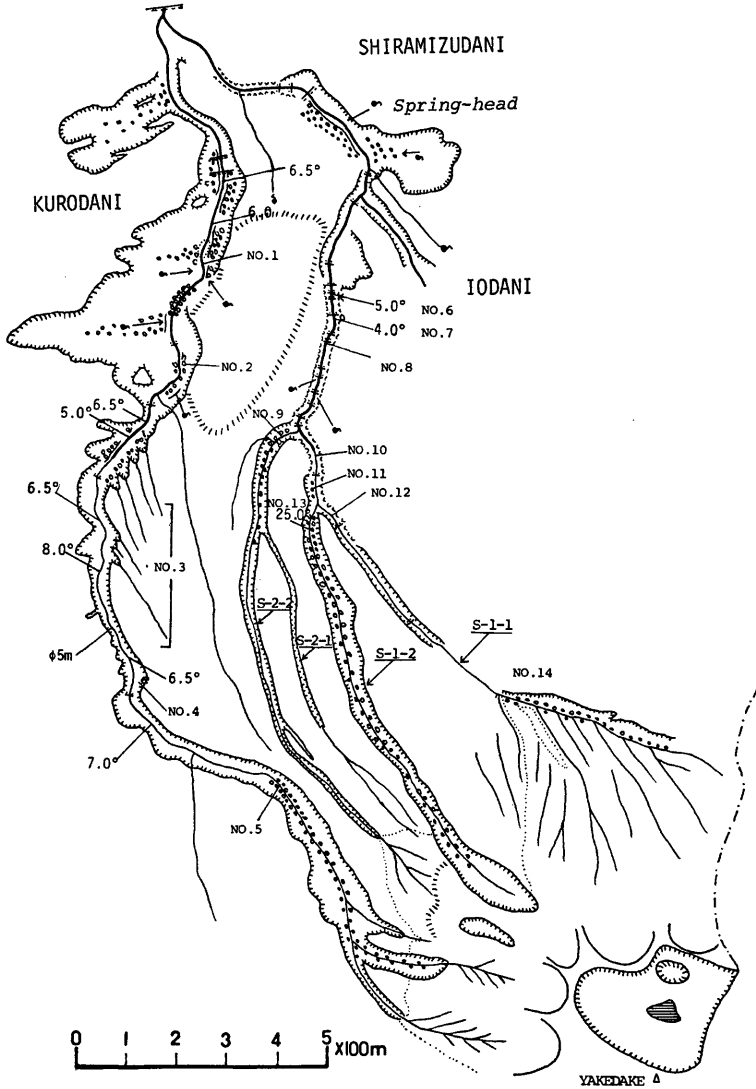 SHIRAMIZUDANI
Spring-head
KURODANI
6.5°
6.0
NO.1
IODANI
5.0° NO.6
4.0° NO.7
NO.8
NO.2
6.5°
5.0°
NO.9
NO.10
NO.11
NO.12
6.5°
NO.13
25.0°
8.0°
NO.3
S-2-2
S-2-1
S-1-2
S-1-1
φ5m
6.5°
NO.14
NO.4
7.0°
NO.5
0 1 2 3 4 5 X100m
YAKEDAKE